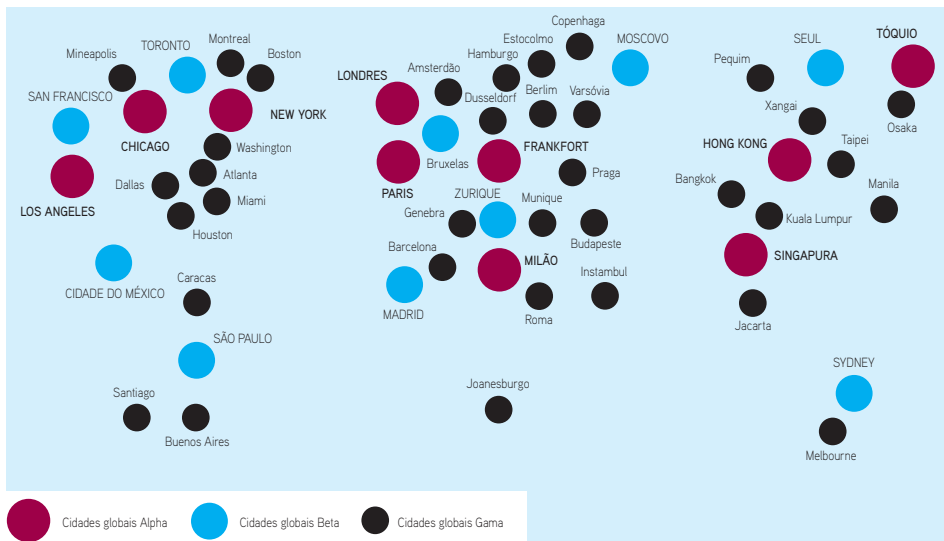 Mineapolis
TORONTO
Montreal
Boston
SAN FRANCISCO
CHICAGO
NEW YORK
Washington
Dallas
Atlanta
Miami
LOS ANGELES
Houston
CIDADE DO MÉXICO
Caracas
SÃO PAULO
Santiago
Buenos Aires
Copenhaga
Estocolmo
MOSCOVO
Hamburgo
Amsterdão
LONDRES
Dusseldorf
Berlim
Varsóvia
FRANKFORT
Bruxelas
Praga
PARIS
ZURIQUE
Munique
Genebra
Budapeste
Barcelona
MILÃO
Instambul
MADRID
Roma
Joanesburgo
TÓQUIO
SEUL
Pequim
Xangai
Osaka
HONG KONG
Taipei
Bangkok
Manila
Kuala Lumpur
SINGAPURA
Jacarta
SYDNEY
Melbourne
Cidades globais Alpha
Cidades globais Beta
Cidades globais Gama